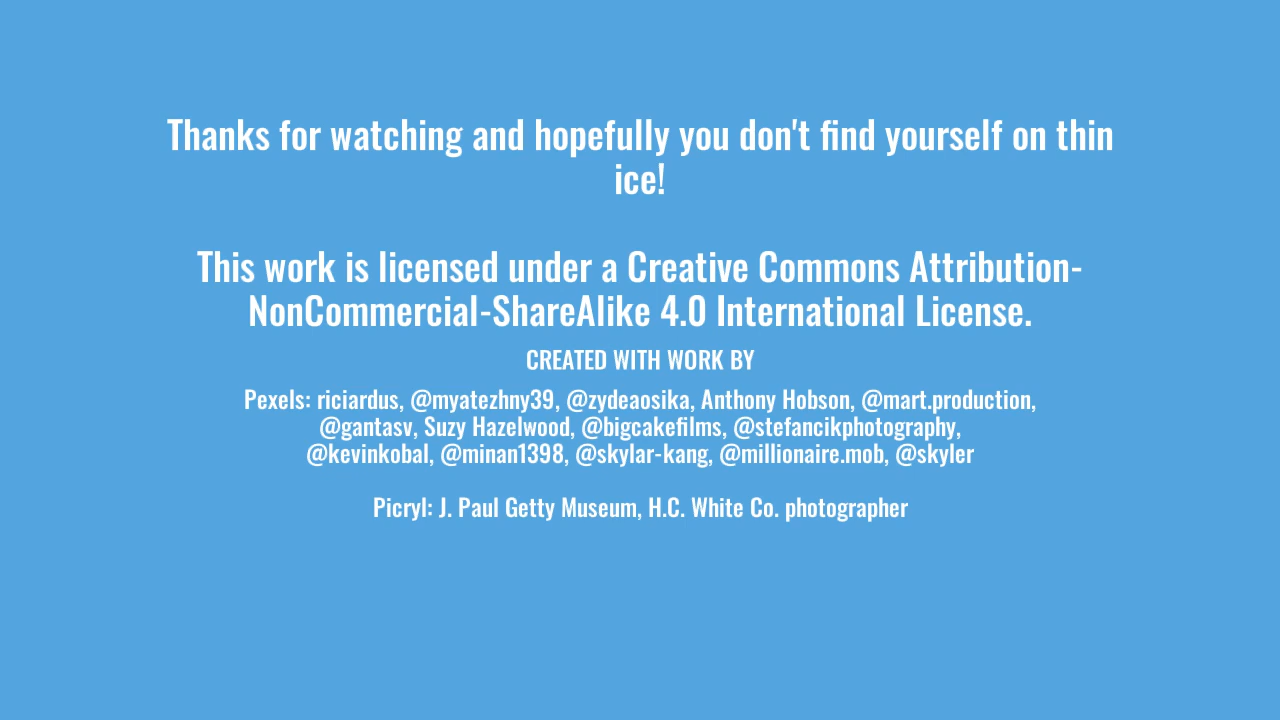 Thanks for watching and hopefully you don't find yourself on thin
ice!
This work is licensed under a Creative Commons Attribution-
NonCommercial-ShareAlike 4.0 International License.
CREATED WITH WORK BY
Pexels: riciardus, @myatezhny39, @zydeaosika, Anthony Hobson, @mart.production,
@gantasv, Suzy Hazelwood, @bigcakefilms, @stefancikphotography,
@kevinkobal, @minan1398, @skylar-kang, @millionaire.mob, @skyler
Picryl: J. Paul Getty Museum, H.C. White Co. photographer